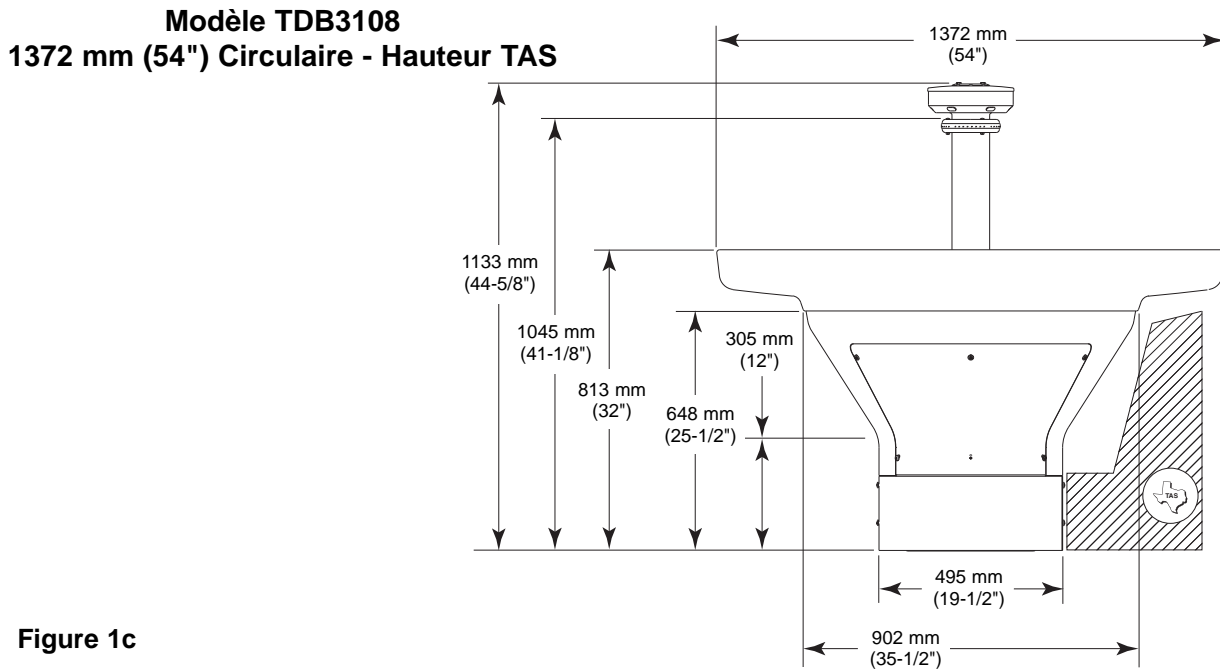 Modèle TDB3108
1372 mm (54") Circulaire - Hauteur TAS
1372 mm
(54")
1133 mm
(44-5/8")
1045 mm
(41-1/8")
813 mm
(32")
648 mm
(25-1/2")
305 mm
(12")
TAS
495 mm
(19-1/2")
902 mm
(35-1/2")
Figure 1c